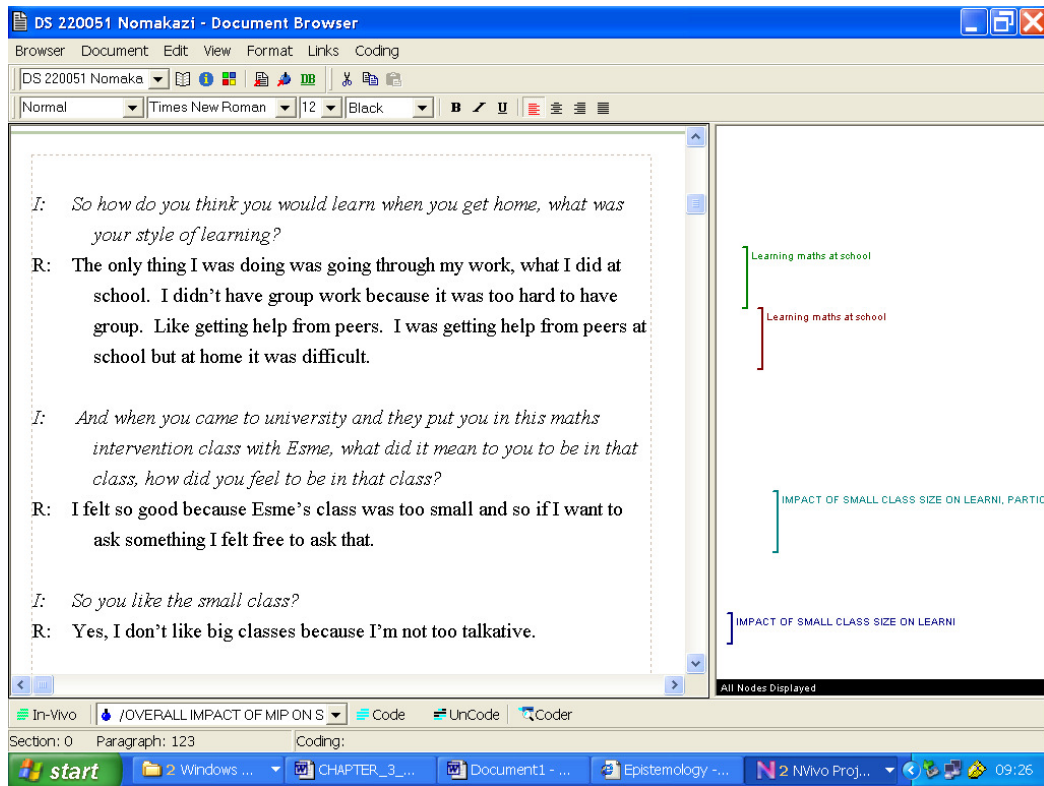 DS 220051 Nomakazi - Document Browser
Browser Document Edit View Format Links Coding
DS 220051 Nomaka DB
Normal Times New Roman 12 Black B I U
I: So how do you think you would learn when you get home, what was
your style of learning?
R: The only thing I was doing was going through my work, what I did at
school. I didn't have group work because it was too hard to have
group. Like getting help from peers. I was getting help from peers at
school but at home it was difficult.
I: And when you came to university and they put you in this maths
intervention class with Esme, what did it mean to you to be in that
class, how did you feel to be in that class?
R: I felt so good because Esme's class was too small and so if I want to
ask something I felt free to ask that.
I: So you like the small class?
R: Yes, I don't like big classes because I'm not too talkative.
Learning maths at school
Learning maths at school
IMPACT OF SMALL CLASS SIZE ON LEARNI, PARTIC
IMPACT OF SMALL CLASS SIZE ON LEARNI
All Nodes Displayed
In-Vivo /OVERALL IMPACT OF MIP ON S Code UnCode Coder
Section: 0 Paragraph: 123 Coding:
start 2 Windows ... CHAPTER_3_... Document1 - ... Epistemology -... N 2 NVivo Proj... 09:26